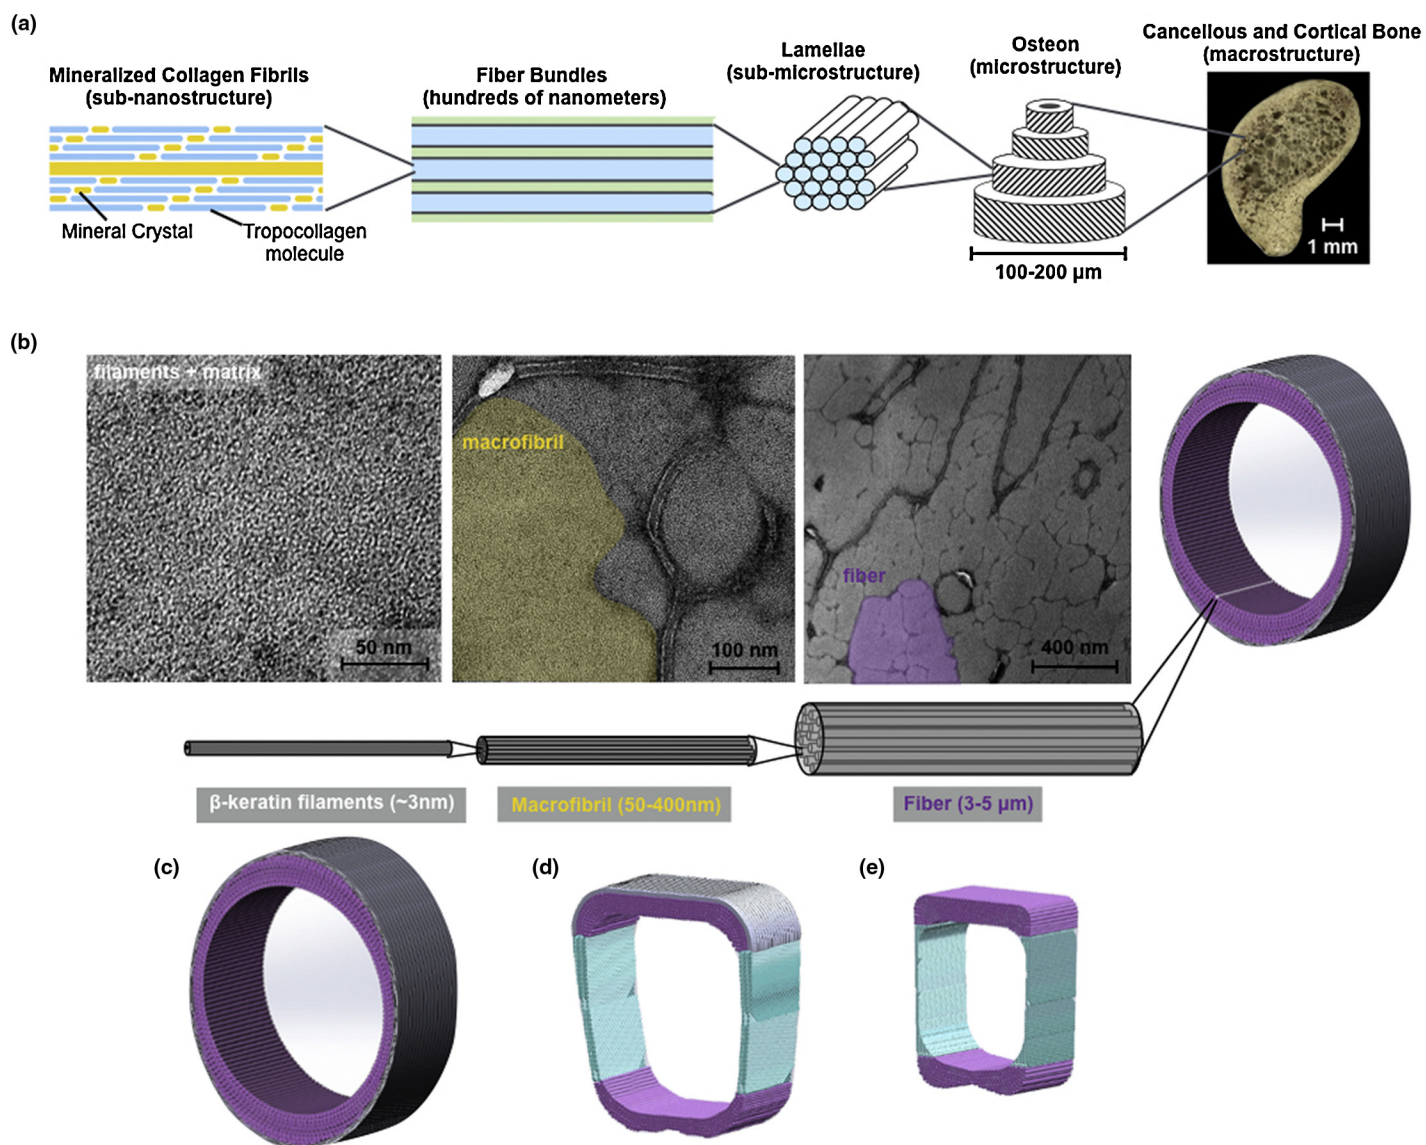 (a)
Mineralized Collagen Fibrils
(sub-nanostructure)
Fiber Bundles
(hundreds of nanometers)
Lamellae
(sub-microstructure)
Osteon
(microstructure)
Cancellous and Cortical Bone
(macrostructure)
Mineral Crystal
Tropocollagen
molecule
100-200 µm
1 mm
(b)
filaments + matrix
50 nm
macrofibril
100 nm
fiber
400 nm
β-keratin filaments (~3nm)
Macrofibril (50-400nm)
Fiber (3-5 µm)
(c)
(d)
(e)